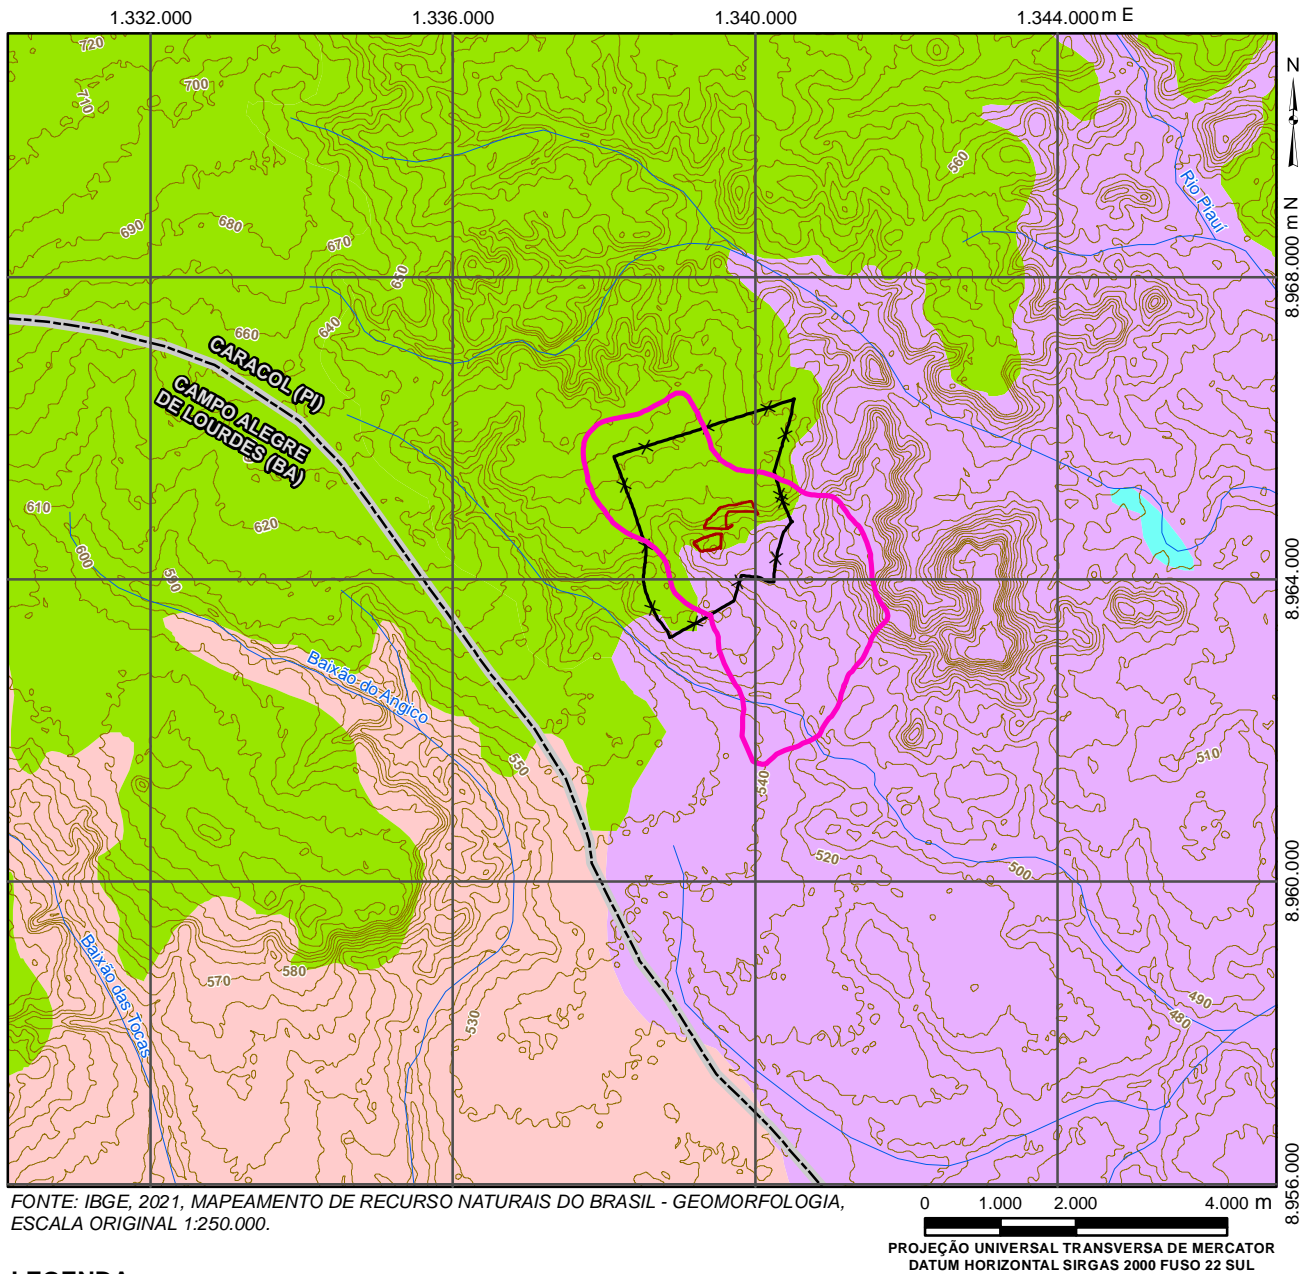 1.332.000
1.336.000
1.340.000
1.344.000 m E
720
710
700
N
560
Rio Piauí
690
680
670
650
8.968.000 m N
660
640
CARACOL (PI)
CAMPO ALEGRE
DE LOURDES (BA)
610
620
600
590
8.964.000
Baixão do Angico
550
540
510
520
500
8.960.000
Baixão das Tocas
570
580
530
490
480
8.956.000
FONTE: IBGE, 2021, MAPEAMENTO DE RECURSO NATURAIS DO BRASIL - GEOMORFOLOGIA,
ESCALA ORIGINAL 1:250.000.
0 1.000 2.000 4.000 m
PROJEÇÃO UNIVERSAL TRANSVERSA DE MERCATOR
DATUM HORIZONTAL SIRGAS 2000 FUSO 22 SUL